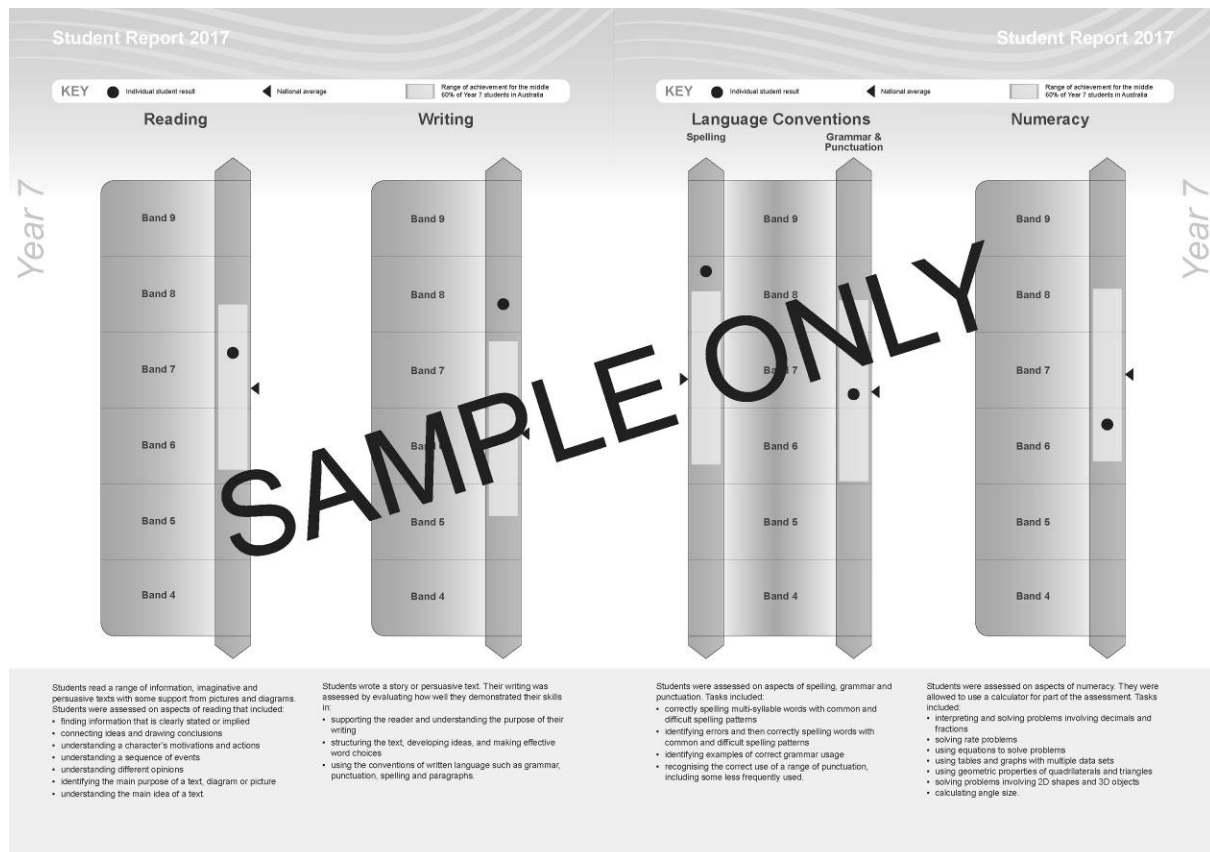 Student Report 2017
KEY
Individual student result
National average
Range of achievement for the middle
60% of Year 7 students in Australia
Reading
Writing
Year 7
Band 9
Band 8
Band 7
Band 6
Band 5
Band 4
Band 9
Band 8
Band 7
Band 5
Band 4
Students read a range of information, imaginative and
persuasive texts with some support from pictures and diagrams.
Students were assessed on aspects of reading that included:
• finding information that is clearly stated or implied
• connecting ideas and drawing conclusions
• understanding a character's motivations and actions
• understanding a sequence of events
• understanding different opinions
• identifying the main purpose of a text, diagram or picture
• understanding the main idea of a text.
Students wrote a story or persuasive text. Their writing was
assessed by evaluating how well they demonstrated their skills
in:
• supporting the reader and understanding the purpose of their
writing
• structuring the text, developing ideas, and making effective
word choices
• using the conventions of written language such as grammar,
punctuation, spelling and paragraphs.
SAMPLE ONLY
Student Report 2017
KEY
Individual student result
National average
Range of achievement for the middle
60% of Year 7 students in Australia
Language Conventions
Spelling
Grammar &
Punctuation
Numeracy
Year 7
Band 9
Band 8
Band 7
Band 6
Band 5
Band 4
Band 9
Band 8
Band 7
Band 6
Band 5
Band 4
Students were assessed on aspects of spelling, grammar and
punctuation. Tasks included:
• correctly spelling multi-syllable words with common and
difficult spelling patterns
• identifying errors and then correctly spelling words with
common and difficult spelling patterns
• identifying examples of correct grammar usage
• recognising the correct use of a range of punctuation,
including some less frequently used.
Students were assessed on aspects of numeracy. They were
allowed to use a calculator for part of the assessment. Tasks
included:
• interpreting and solving problems involving decimals and
fractions
• solving rate problems
• using equations to solve problems
• using tables and graphs with multiple data sets
• using geometric properties of quadrilaterals and triangles
• solving problems involving 2D shapes and 3D objects
• calculating angle size.